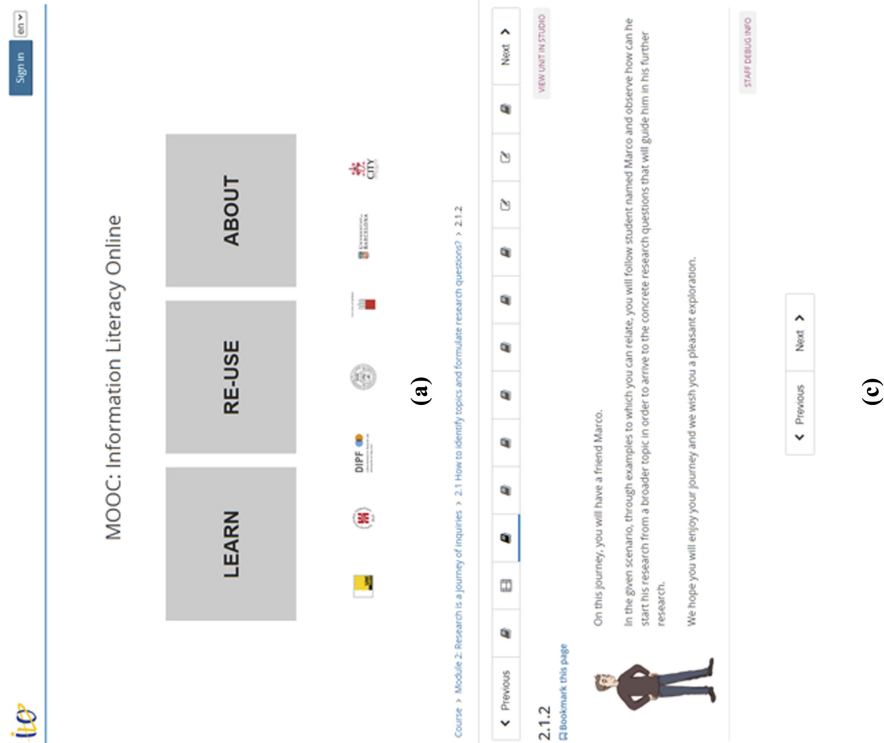 Sign in
en
MOOC: Information Literacy Online
LEARN
RE-USE
ABOUT
DIPF
UNIVERSITAT DE
BARCELONA
CITY
(a)
Course > Module 2: Research is a journey of inquiries > 2.1 How to identify topics and formulate research questions? > 2.1.2
Previous
Next
2.1.2
VIEW UNIT IN STUDIO
Bookmark this page
On this journey, you will have a friend Marco.
In the given scenario, through examples to which you can relate, you will follow student named Marco and observe how can he
start his research from a broader topic in order to arrive to the concrete research questions that will guide him in his further
research.
We hope you will enjoy your journey and we wish you a pleasant exploration.
STAFF DEBUG INFO
Previous
Next
(c)